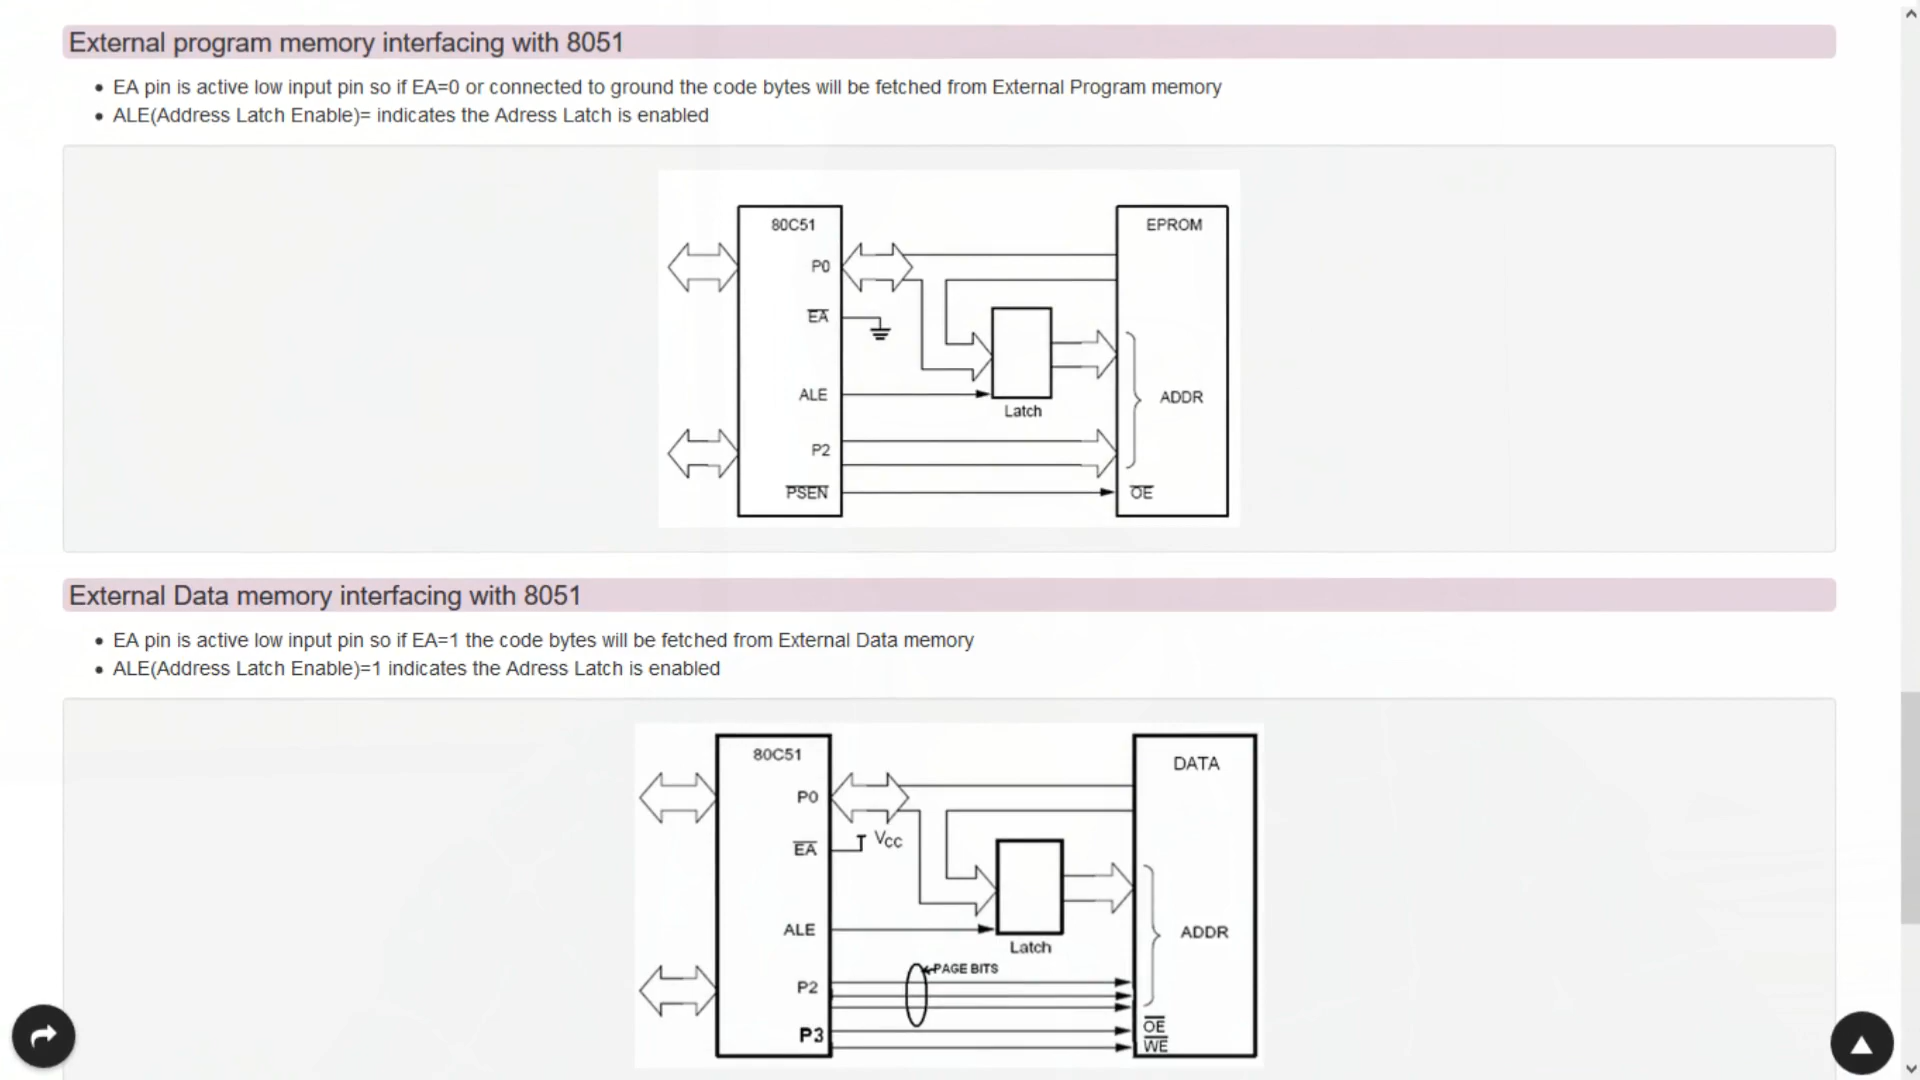 External program memory interfacing with 8051
EA pin is active low input pin so if EA=0 or connected to ground the code bytes will be fetched from External Program memory
ALE(Address Latch Enable)= indicates the Adress Latch is enabled
80C51
EPROM
P0
EA
ALE
Latch
ADDR
P2
PSEN
OE
External Data memory interfacing with 8051
EA pin is active low input pin so if EA=1 the code bytes will be fetched from External Data memory
ALE(Address Latch Enable)=1 indicates the Adress Latch is enabled
80C51
DATA
P0
EA
VCC
ALE
Latch
ADDR
PAGE BITS
P2
P3
OE
WE